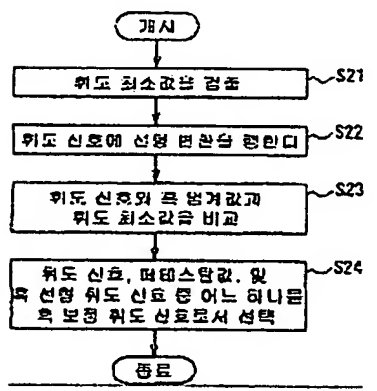 개시
휘도 최소값을 검출
S21
휘도 신호에 선형 변환을 행한다
S22
휘도 신호와 흑 범계값과
휘도 최소값을 비교
S23
휘도 신호, 페데스탈값, 및
흑 선형 휘도 신호 중 어느 하나를
흑 보정 휘도 신호로서 선택
S24
종료